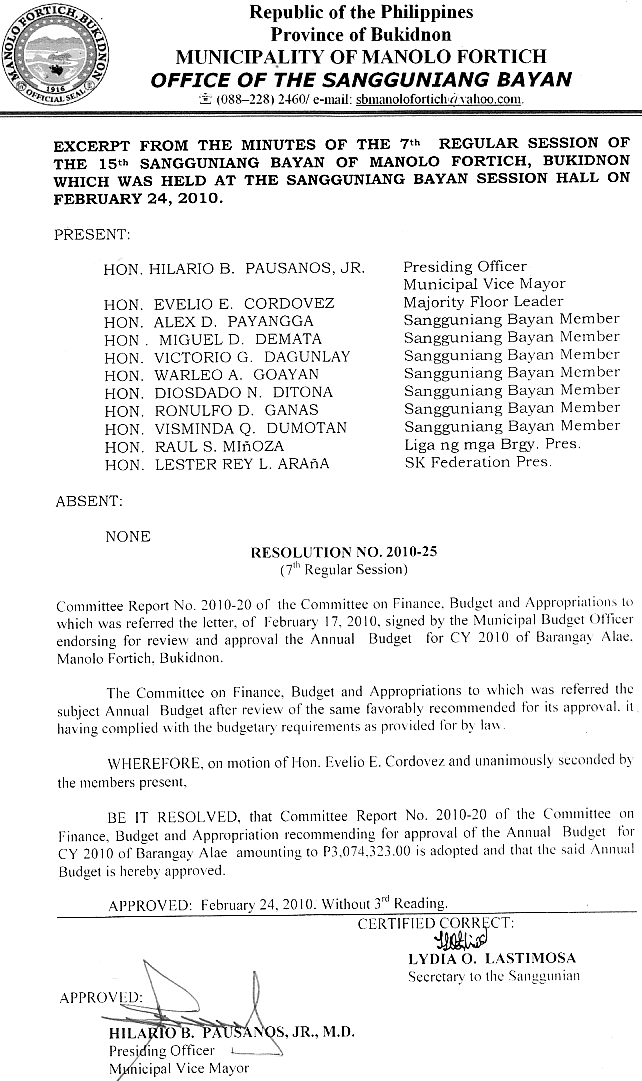 MANOLO FORTICH, BUKIDNON
1916
OFFICIAL SEAL
Republic of the Philippines
Province of Bukidnon
MUNICIPALITY OF MANOLO FORTICH
OFFICE OF THE SANGGUNIANG BAYAN
☏ (088–228) 2460/ e-mail: sbmanolofortich@yahoo.com.
EXCERPT FROM THE MINUTES OF THE 7th REGULAR SESSION OF
THE 15th SANGGUNIANG BAYAN OF MANOLO FORTICH, BUKIDNON
WHICH WAS HELD AT THE SANGGUNIANG BAYAN SESSION HALL ON
FEBRUARY 24, 2010.
PRESENT:
HON. HILARIO B. PAUSANOS, JR. Presiding Officer
Municipal Vice Mayor
HON. EVELIO E. CORDOVEZ Majority Floor Leader
HON. ALEX D. PAYANGGA Sangguniang Bayan Member
HON . MIGUEL D. DEMATA Sangguniang Bayan Member
HON. VICTORIO G. DAGUNLAY Sangguniang Bayan Member
HON. WARLEO A. GOAYAN Sangguniang Bayan Member
HON. DIOSDADO N. DITONA Sangguniang Bayan Member
HON. RONULFO D. GANAS Sangguniang Bayan Member
HON. VISMINDA Q. DUMOTAN Sangguniang Bayan Member
HON. RAUL S. MIñOZA Liga ng mga Brgy. Pres.
HON. LESTER REY L. ARAñA SK Federation Pres.
ABSENT:
NONE
RESOLUTION NO. 2010-25
(7th Regular Session)
Committee Report No. 2010-20 of the Committee on Finance, Budget and Appropriations to
which was referred the letter, of February 17, 2010, signed by the Municipal Budget Officer
endorsing for review and approval the Annual Budget for CY 2010 of Barangay Alae,
Manolo Fortich, Bukidnon.
The Committee on Finance, Budget and Appropriations to which was referred the
subject Annual Budget after review of the same favorably recommended for its approval, it
having complied with the budgetary requirements as provided for by law.
WHEREFORE, on motion of Hon. Evelio E. Cordovez and unanimously seconded by
the members present,
BE IT RESOLVED, that Committee Report No. 2010-20 of the Committee on
Finance, Budget and Appropriation recommending for approval of the Annual Budget for
CY 2010 of Barangay Alae amounting to P3,074,323.00 is adopted and that the said Annual
Budget is hereby approved.
APPROVED: February 24, 2010. Without 3rd Reading.
CERTIFIED CORRECT:
LYDIA O. LASTIMOSA
Secretary to the Sanggunian
APPROVED:
HILARIO B. PAUSANOS, JR., M.D.
Presiding Officer
Municipal Vice Mayor